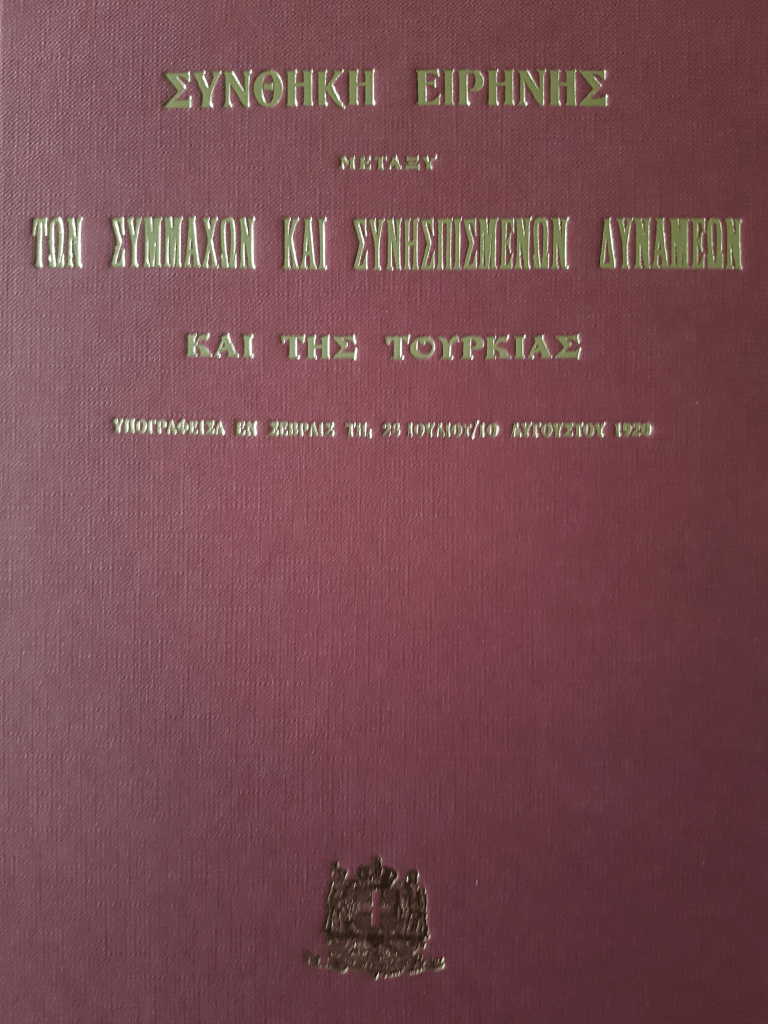 ΣΥΝΘΗΚΗ ΕΙΡΗΝΗΣ
ΜΕΤΑΞΥ
ΤΩΝ ΣΥΜΜΑΧΩΝ ΚΑΙ ΣΥΝΗΣΠΙΣΜΕΝΩΝ ΔΥΝΑΜΕΩΝ
ΚΑΙ ΤΗΣ ΤΟΥΡΚΙΑΣ
ΥΠΟΓΡΑΦΕΙΣΑ ΕΝ ΣΕΒΡΑΙΣ ΤΗ, 28 ΙΟΥΛΙΟΥ/10 ΑΥΓΟΥΣΤΟΥ 1920